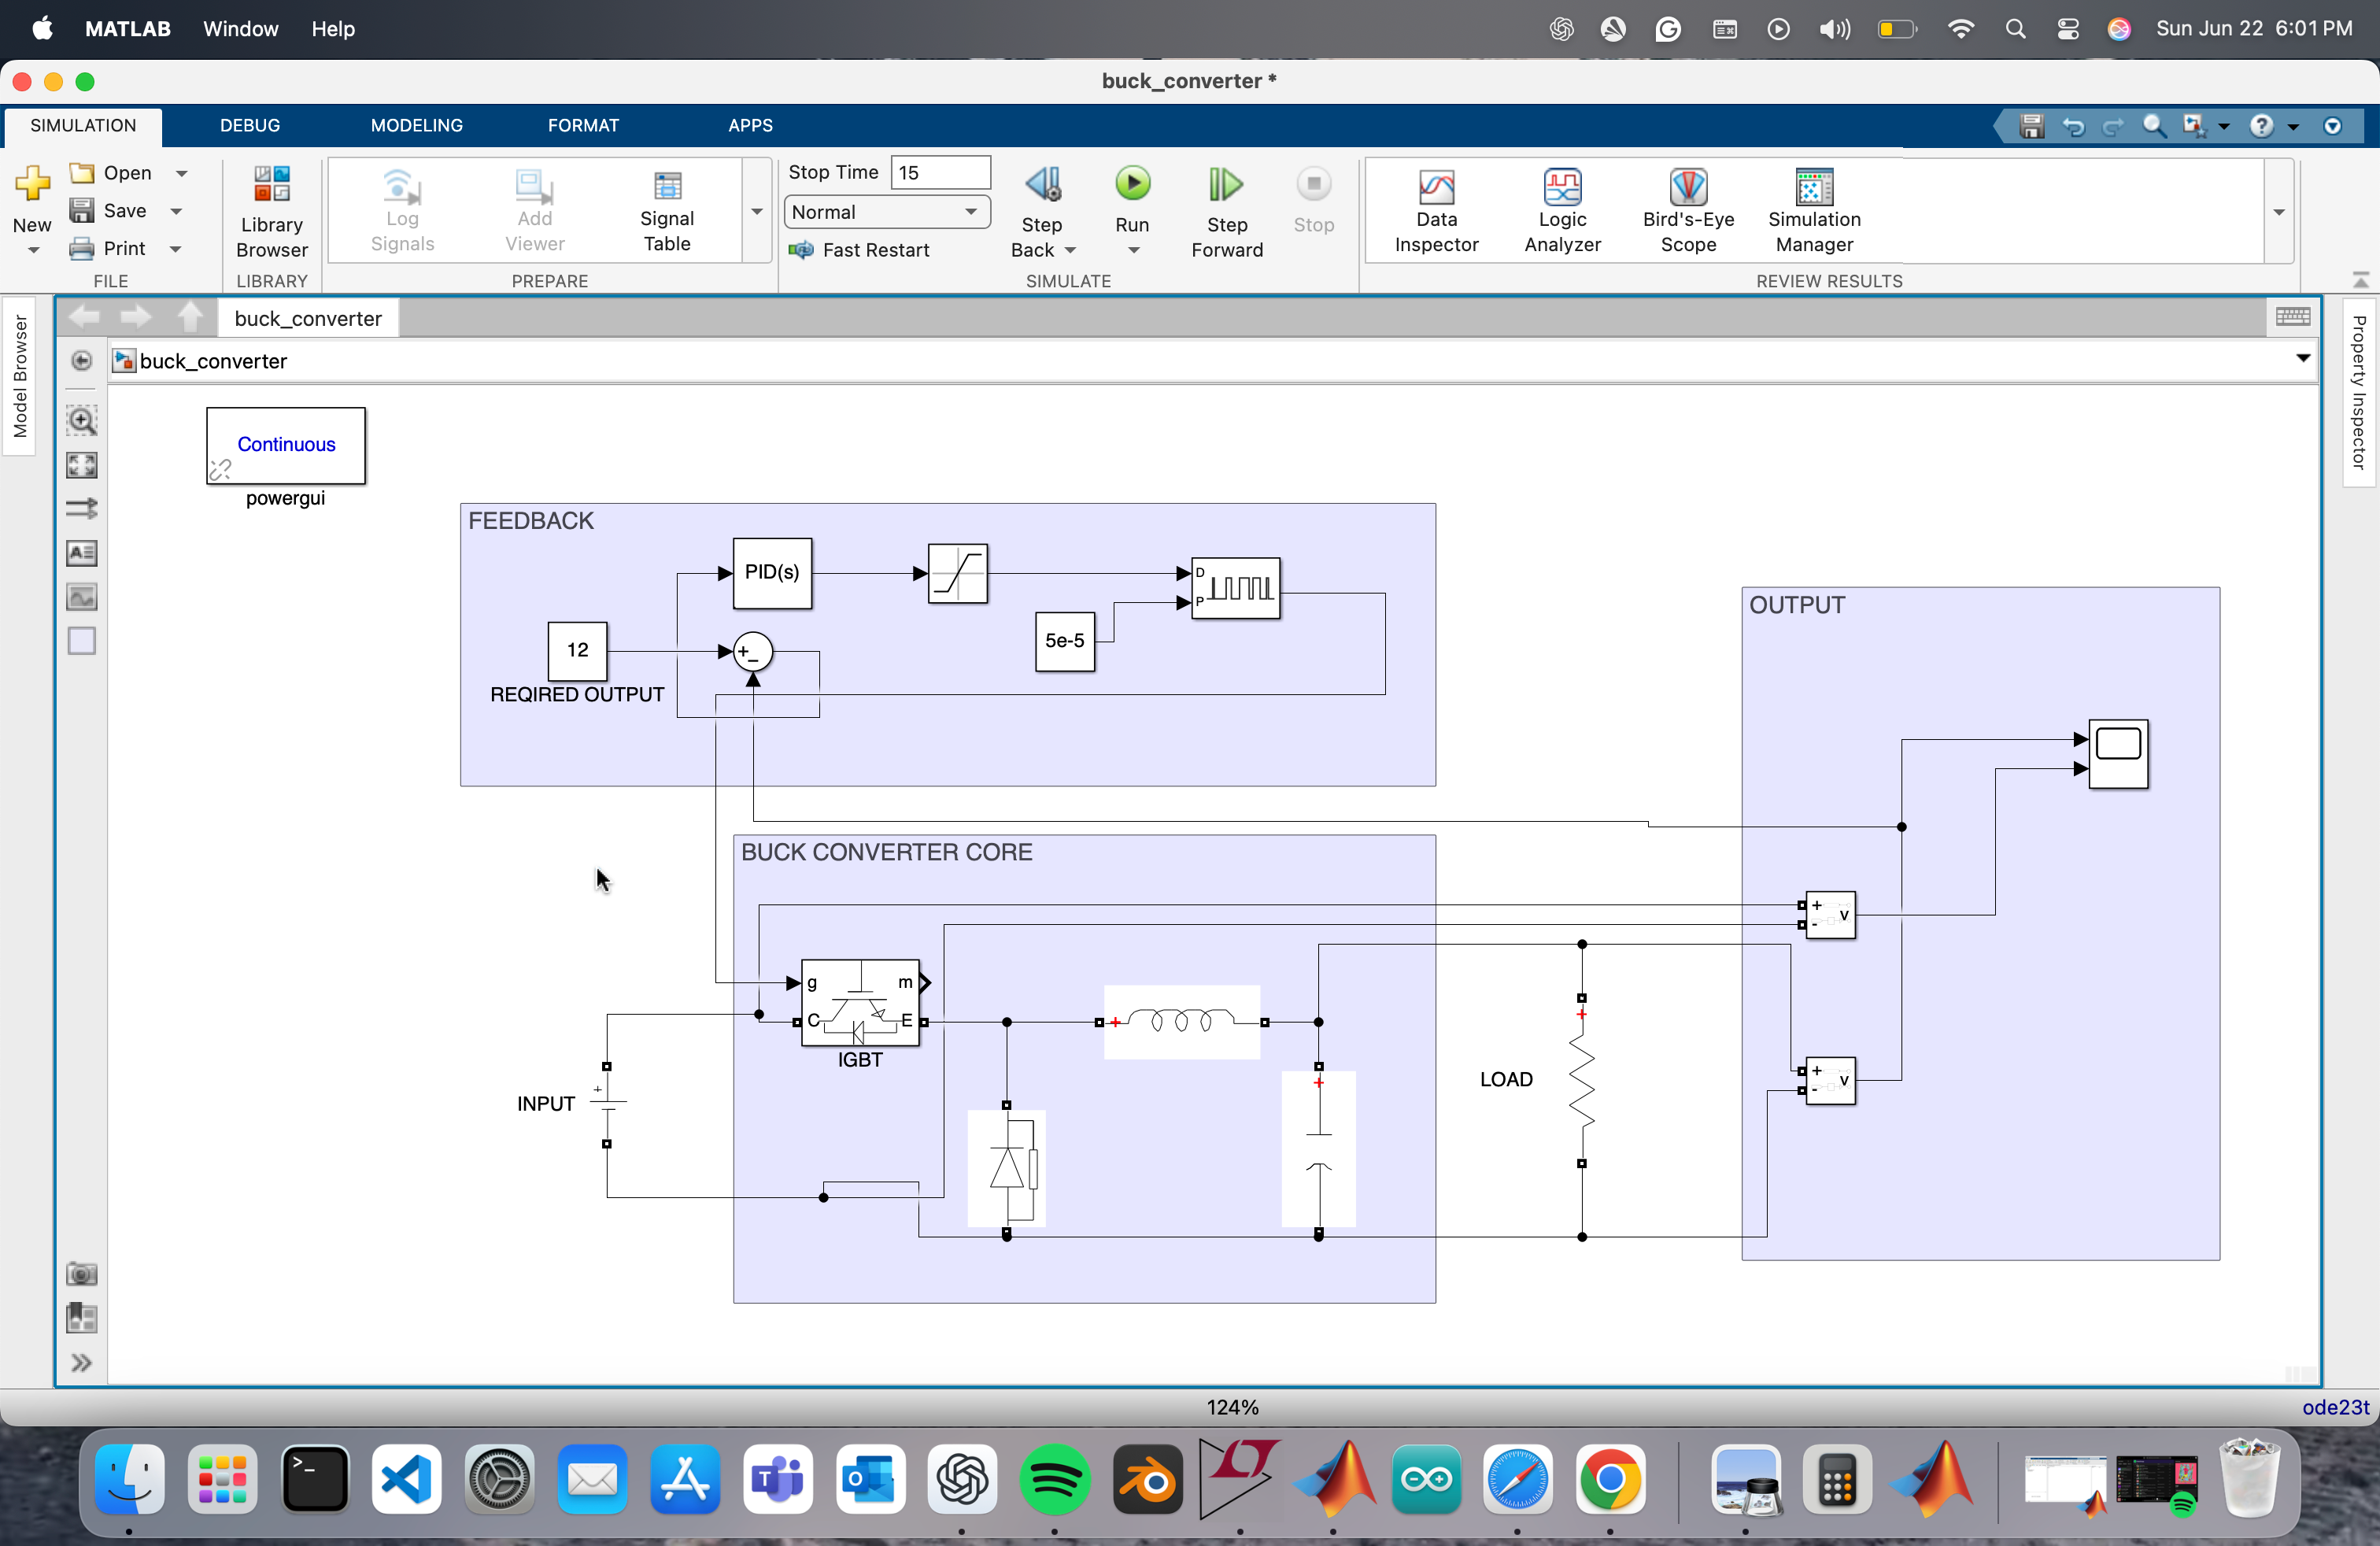 MATLAB Window Help
Sun Jun 22 6:01 PM
buck_converter *
SIMULATION DEBUG MODELING FORMAT APPS
New
Open
Save
Print
FILE
Library
Browser
LIBRARY
Log
Signals
Add
Viewer
Signal
Table
PREPARE
Stop Time 15
Normal
Fast Restart
Step
Back
Run
Step
Forward
Stop
SIMULATE
Data
Inspector
Logic
Analyzer
Bird's-Eye
Scope
Simulation
Manager
REVIEW RESULTS
Model Browser
Property Inspector
buck_converter
buck_converter
Continuous
powergui
FEEDBACK
PID(s)
D
P
5e-5
12
+_
REQIRED OUTPUT
OUTPUT
BUCK CONVERTER CORE
+ v
-
g m
C E
IGBT
+
+
+
+
INPUT
LOAD
+ v
-
124%
ode23t